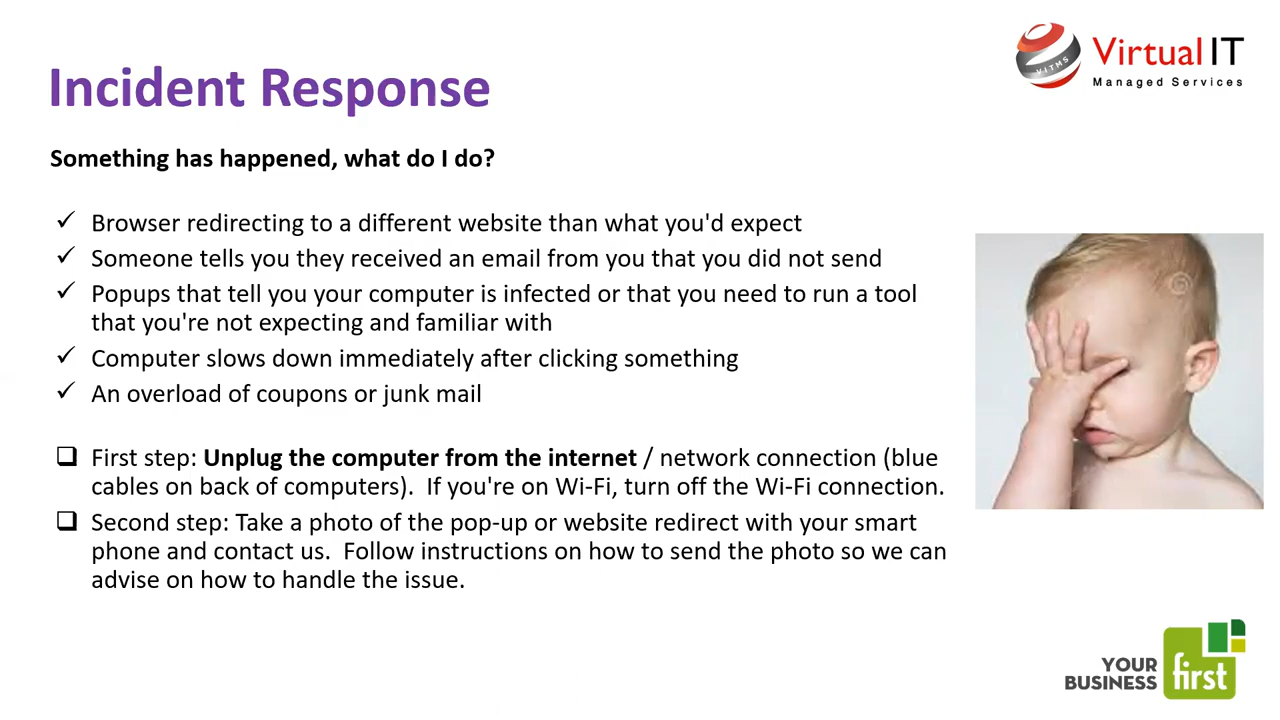 Incident Response
VITMS
Virtual IT
Managed Services
Something has happened, what do I do?
✓ Browser redirecting to a different website than what you'd expect
✓ Someone tells you they received an email from you that you did not send
✓ Popups that tell you your computer is infected or that you need to run a tool
that you're not expecting and familiar with
✓ Computer slows down immediately after clicking something
✓ An overload of coupons or junk mail
❑ First step: Unplug the computer from the internet / network connection (blue
cables on back of computers).  If you're on Wi-Fi, turn off the Wi-Fi connection.
❑ Second step: Take a photo of the pop-up or website redirect with your smart
phone and contact us.  Follow instructions on how to send the photo so we can
advise on how to handle the issue.
YOUR
BUSINESS first